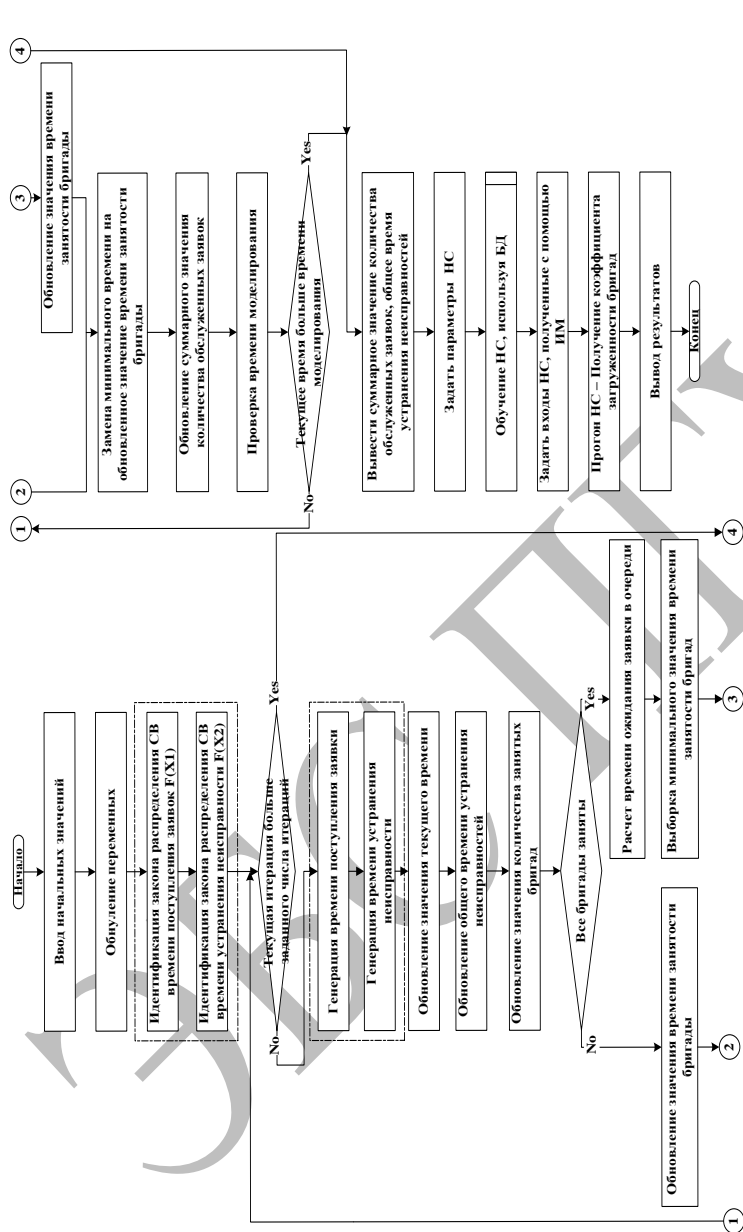 Начало
Ввод начальных значений
Обнуление переменных
Идентификация закона распределения СВ
времени поступления заявок F(X1)
Идентификация закона распределения СВ
времени устранения неисправности F(X2)
Текущая итерация больше
заданного числа итераций
No
Yes
Генерация времени поступления заявки
Генерация времени устранения
неисправности
Обновление значения текущего времени
Обновление общего времени устранения
неисправностей
Обновление значения количества занятых
бригад
Все бригады заняты
No
Yes
Обновление значения времени занятости
бригады
Расчет времени ожидания заявки в очереди
Выборка минимального значения времени
занятости бригад
1
2
3
4
1
2
3
4
Обновление значения времени
занятости бригады
Замена минимального времени на
обновленное значение времени занятости
бригады
Обновление суммарного значения
количества обслуженных заявок
Проверка времени моделирования
Текущее время больше времени
моделирования
No
Yes
Вывести суммарное значение количества
обслуженных заявок, общее время
устранения неисправностей
Задать параметры НС
Обучение НС, используя БД
Задать входы НС, полученные с помощью
ИМ
Прогон НС – Получение коэффициента
загруженности бригад
Вывод результатов
Конец